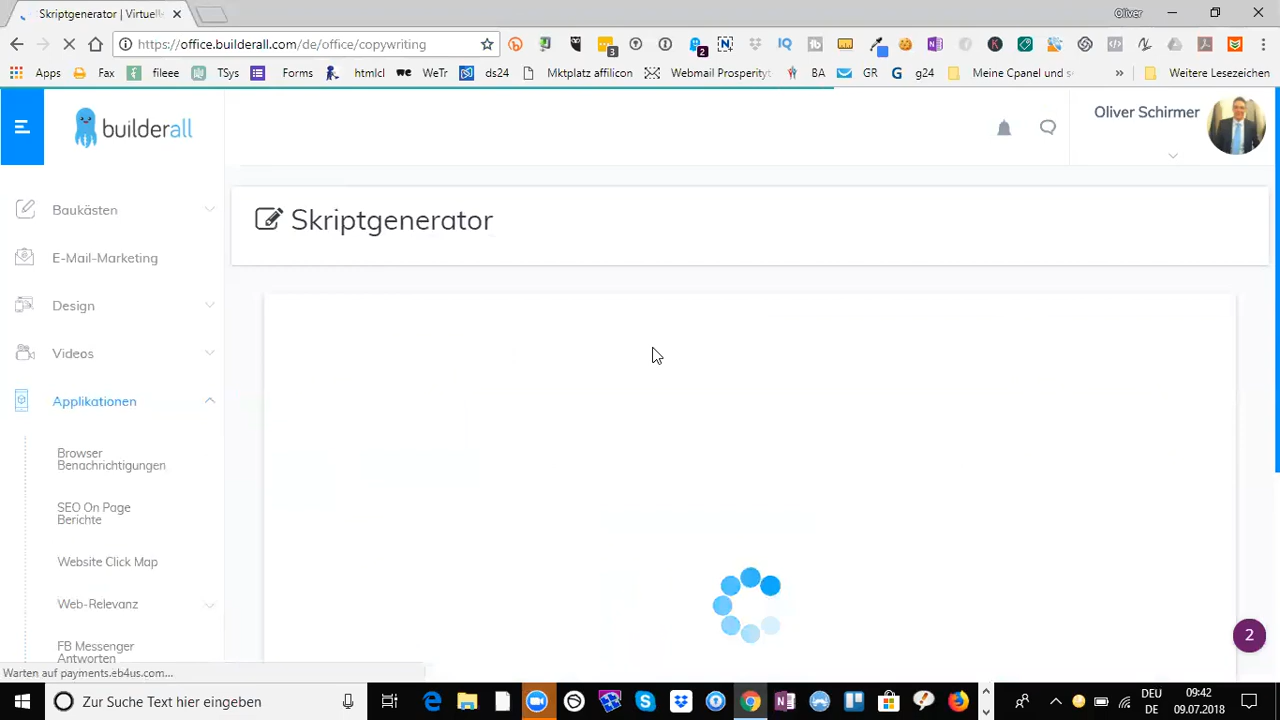 Skriptgenerator | Virtuell
Oliver
https://office.builderall.com/de/office/copywriting
3
2
Apps
Fax
fileee
TSys
Forms
htmlcl
WeTr
ds24
Mktplatz affilicon
Webmail Prosperityt
BA
GR
g24
Meine Cpanel und s
»
Weitere Lesezeichen
builderall
Oliver Schirmer
Skriptgenerator
Baukästen
E-Mail-Marketing
Design
Videos
Applikationen
Browser
Benachrichtigungen
SEO On Page
Berichte
Website Click Map
Web-Relevanz
FB Messenger
Antworten
2
Warten auf payments.eb4us.com...
Zur Suche Text hier eingeben
DEU
DE
09:42
09.07.2018